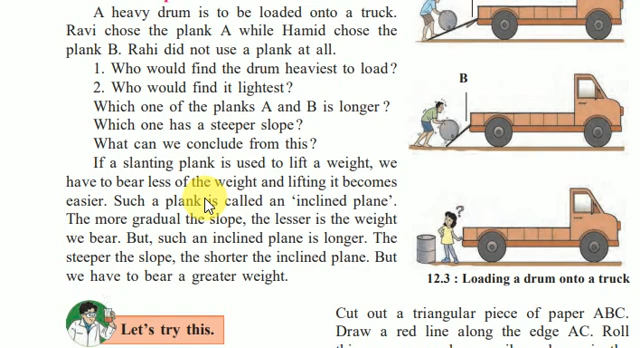 A heavy drum is to be loaded onto a truck.
Ravi chose the plank A while Hamid chose the
plank B. Rahi did not use a plank at all.
1. Who would find the drum heaviest to load?
2. Who would find it lightest?
Which one of the planks A and B is longer?
Which one has a steeper slope?
What can we conclude from this?
If a slanting plank is used to lift a weight, we
have to bear less of the weight and lifting it becomes
easier. Such a plank is called an ‘inclined plane’.
The more gradual the slope, the lesser is the weight
we bear. But, such an inclined plane is longer. The
steeper the slope, the shorter the inclined plane. But
we have to bear a greater weight.
B
?
12.3 : Loading a drum onto a truck
Let’s try this.
Cut out a triangular piece of paper ABC.
Draw a red line along the edge AC. Roll